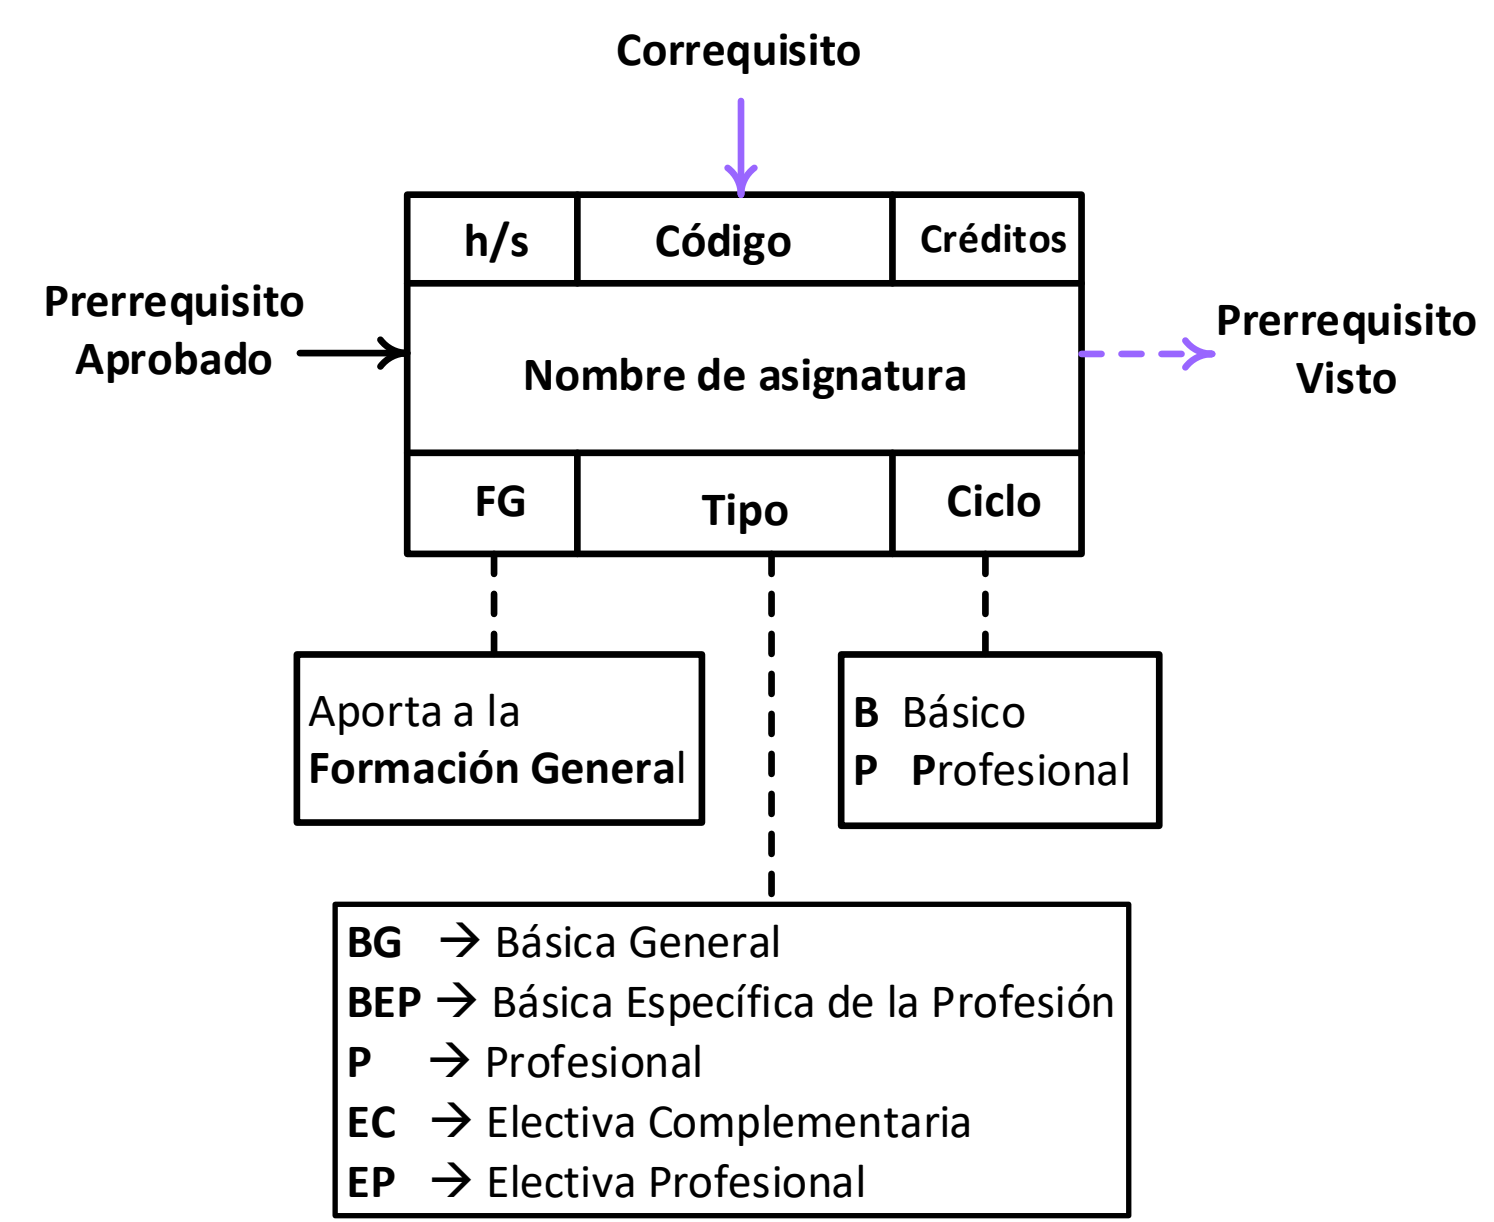 Correquisito
h/s Código Créditos
Prerrequisito
Aprobado
Nombre de asignatura
Prerrequisito
Visto
FG Tipo Ciclo
Aporta a la
Formación General
B Básico
P Profesional
BG → Básica General
BEP → Básica Específica de la Profesión
P → Profesional
EC → Electiva Complementaria
EP → Electiva Profesional